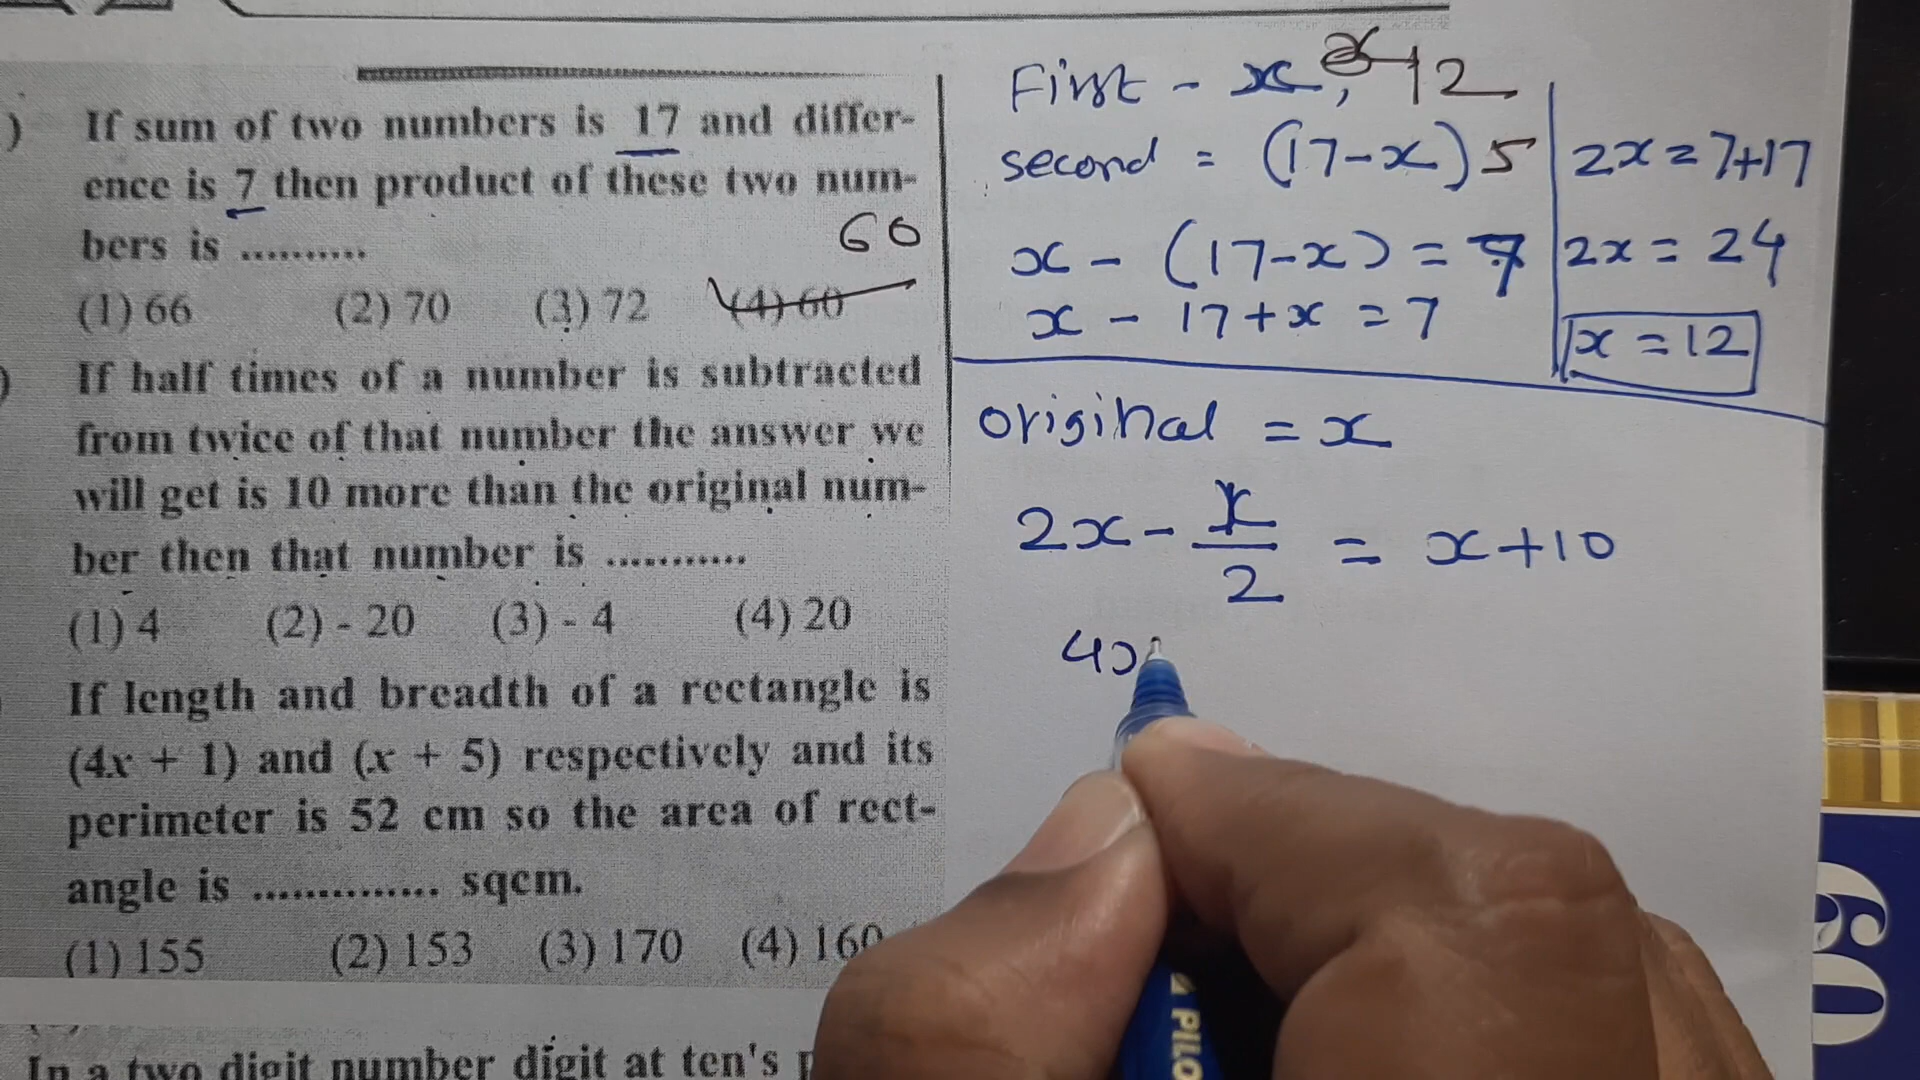 ) If sum of two numbers is 17 and differ-
ence is 7 then product of these two num-
bers is ..........
60
(1) 66 (2) 70 (3) 72 (4) 60
) If half times of a number is subtracted
from twice of that number the answer we
will get is 10 more than the original num-
ber then that number is ...........
(1) 4 (2) - 20 (3) - 4 (4) 20
If length and breadth of a rectangle is
(4x + 1) and (x + 5) respectively and its
perimeter is 52 cm so the area of rect-
angle is .............. sqcm.
(1) 155 (2) 153 (3) 170 (4) 160
In a two digit number digit at ten's
First - x, 12
second = (17-x) 5
x - (17-x) = 7
x - 17+x = 7
2x = 7+17
2x = 24
x = 12
original = x
2x - x/2 = x+10
4x
PILO
60